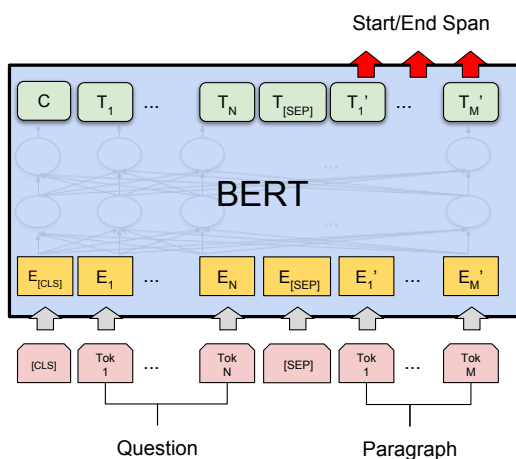 Start/End Span
C T1 ... TN T[SEP] T1’ ... TM’
...
BERT
...
E[CLS] E1 ... EN E[SEP] E1’ ... EM’
[CLS] Tok 1 ... Tok N [SEP] Tok 1 ... Tok M
Question Paragraph